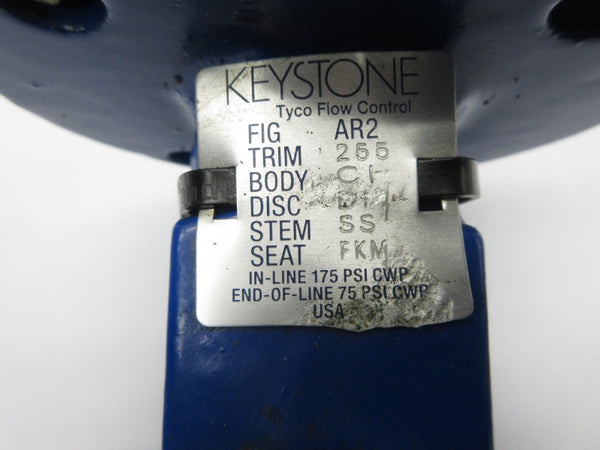 KEYSTONE
Tyco Flow Control
FIG AR2
TRIM 255
BODY CI
DISC
STEM SS
SEAT FKM
IN-LINE 175 PSI CWP
END-OF-LINE 75 PSI CWP
USA